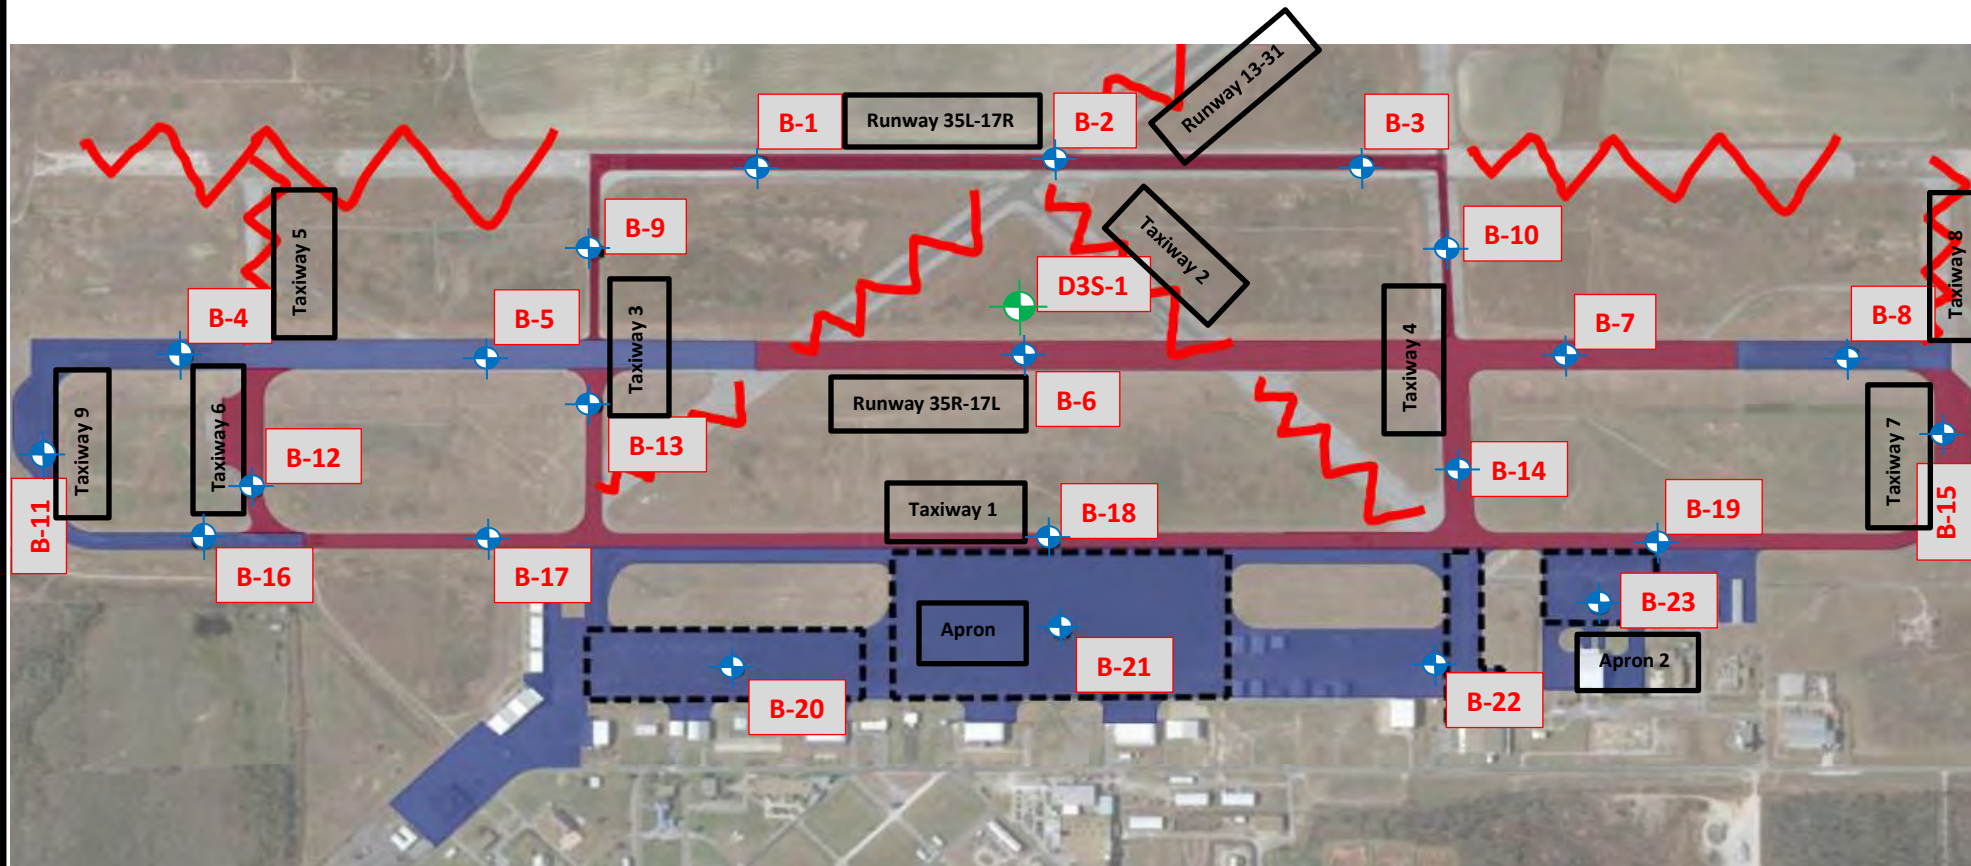 Runway 13-31
B-1
Runway 35L-17R
B-2
B-3
B-9
Taxiway 5
Taxiway 2
B-10
Taxiway 8
D3S-1
B-4
B-5
Taxiway 3
Taxiway 4
B-7
B-8
Taxiway 9
Taxiway 6
Runway 35R-17L
B-6
B-12
B-13
B-14
Taxiway 7
B-11
Taxiway 1
B-18
B-19
B-15
B-16
B-17
Apron
B-23
B-21
Apron 2
B-20
B-22